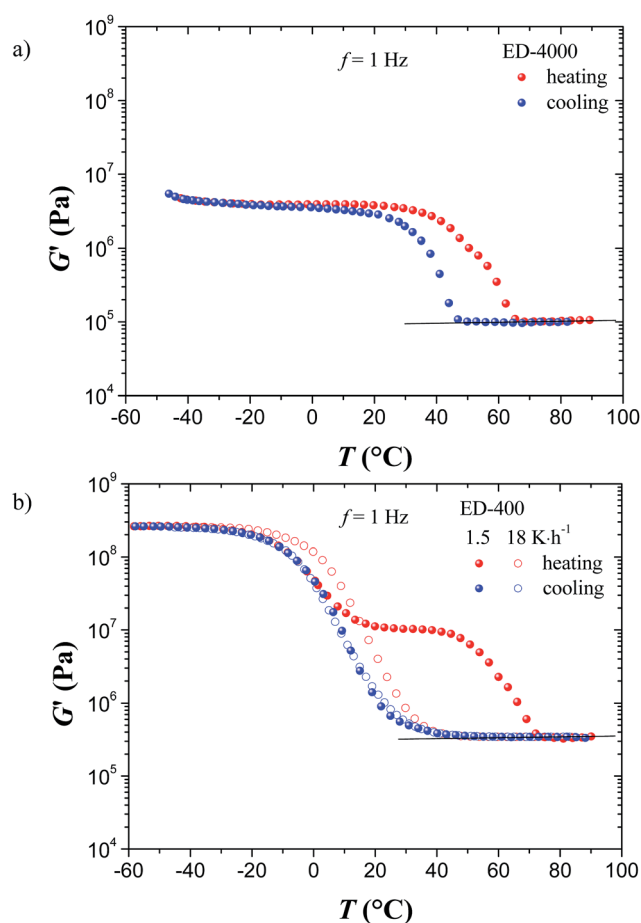 a)
10⁹
10⁸
10⁷
10⁶
10⁵
10⁴
G' (Pa)
f = 1 Hz
ED-4000
heating
cooling
-60 -40 -20 0 20 40 60 80 100
T (°C)
b)
10⁹
10⁸
10⁷
10⁶
10⁵
10⁴
G' (Pa)
f = 1 Hz
ED-400
1.5 18 K·h⁻¹
heating
cooling
-60 -40 -20 0 20 40 60 80 100
T (°C)